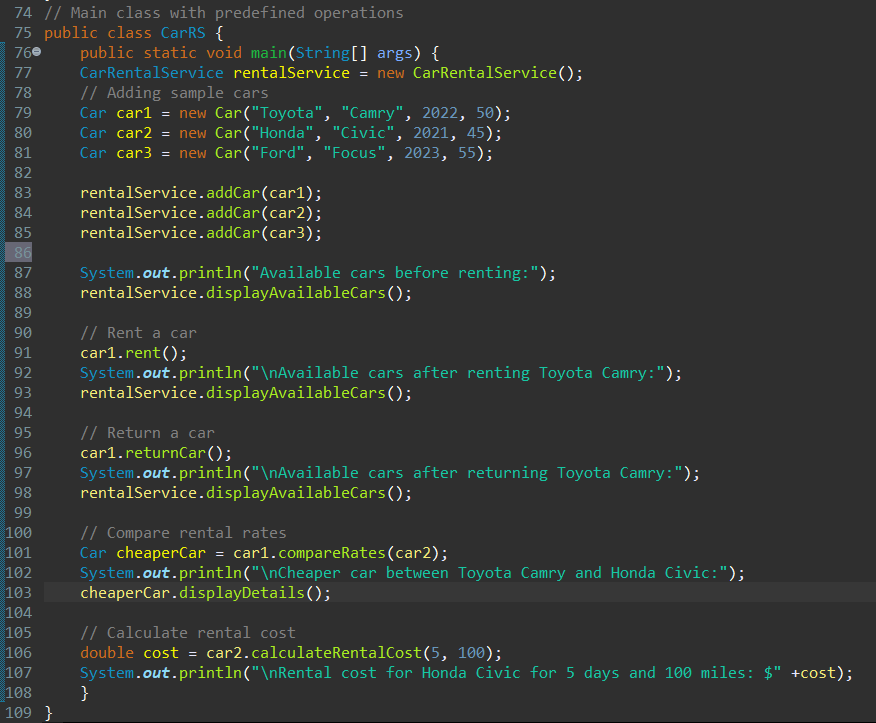 74 // Main class with predefined operations
75 public class CarRS {
76 public static void main(String[] args) {
77 CarRentalService rentalService = new CarRentalService();
78 // Adding sample cars
79 Car car1 = new Car("Toyota", "Camry", 2022, 50);
80 Car car2 = new Car("Honda", "Civic", 2021, 45);
81 Car car3 = new Car("Ford", "Focus", 2023, 55);
82
83 rentalService.addCar(car1);
84 rentalService.addCar(car2);
85 rentalService.addCar(car3);
86
87 System.out.println("Available cars before renting:");
88 rentalService.displayAvailableCars();
89
90 // Rent a car
91 car1.rent();
92 System.out.println("\nAvailable cars after renting Toyota Camry:");
93 rentalService.displayAvailableCars();
94
95 // Return a car
96 car1.returnCar();
97 System.out.println("\nAvailable cars after returning Toyota Camry:");
98 rentalService.displayAvailableCars();
99
100 // Compare rental rates
101 Car cheaperCar = car1.compareRates(car2);
102 System.out.println("\nCheaper car between Toyota Camry and Honda Civic:");
103 cheaperCar.displayDetails();
104
105 // Calculate rental cost
106 double cost = car2.calculateRentalCost(5, 100);
107 System.out.println("\nRental cost for Honda Civic for 5 days and 100 miles: $" +cost);
108 }
109 }